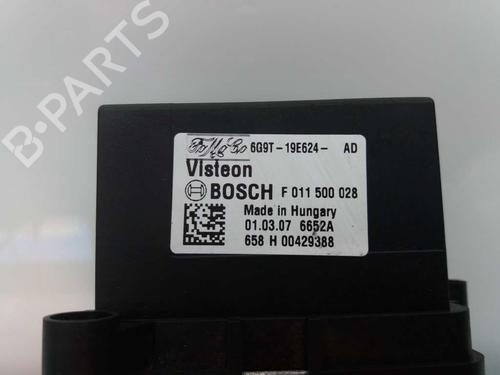 FoMoCo 6G9T-19E624- AD
Visteon
BOSCH F 011 500 028
Made in Hungary
01.03.07 6652A
658 H 00429388
B-PARTS